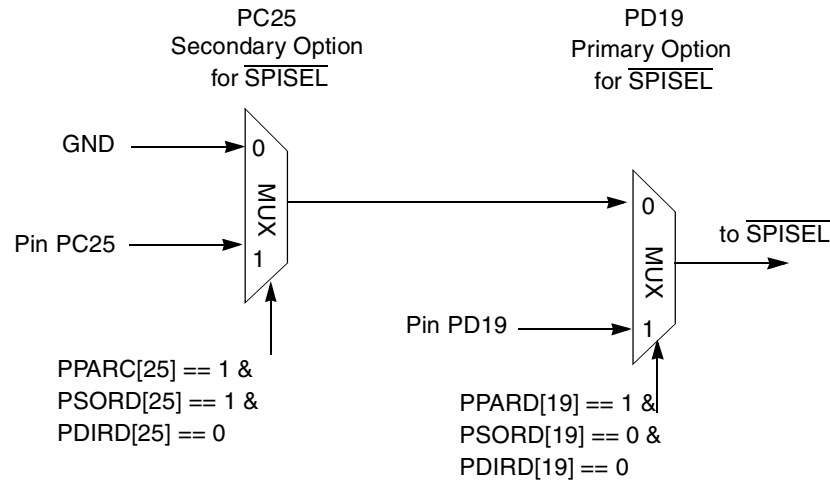 PC25
Secondary Option
for SPISEL
PD19
Primary Option
for SPISEL
GND
0
MUX
Pin PC25
1
0
to SPISEL
MUX
Pin PD19
1
PPARC[25] == 1 &
PSORD[25] == 1 &
PDIRD[25] == 0
PPARD[19] == 1 &
PSORD[19] == 0 &
PDIRD[19] == 0